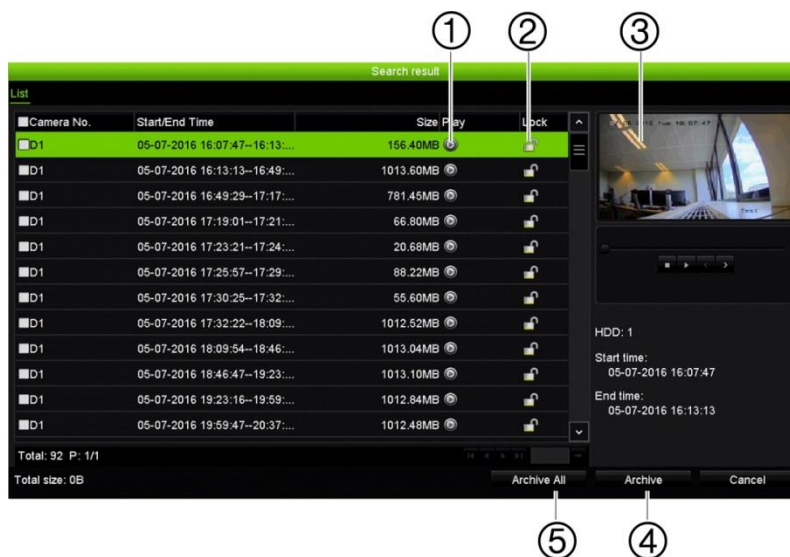 ① ② ③
Search result
List
Camera No. Start/End Time Size Play Lock
D1 05-07-2016 16:07:47--16:13:... 156.40MB
D1 05-07-2016 16:13:13--16:49:... 1013.60MB
D1 05-07-2016 16:49:29--17:17:... 781.45MB
D1 05-07-2016 17:19:01--17:21:... 66.80MB
D1 05-07-2016 17:23:21--17:24:... 20.68MB
D1 05-07-2016 17:25:57--17:29:... 88.22MB
D1 05-07-2016 17:30:25--17:32:... 55.60MB
D1 05-07-2016 17:32:22--18:09:... 1012.52MB
D1 05-07-2016 18:09:54--18:46:... 1013.04MB
D1 05-07-2016 18:46:47--19:23:... 1013.10MB
D1 05-07-2016 19:23:16--19:59:... 1012.84MB
D1 05-07-2016 19:59:47--20:37:... 1012.48MB
Total: 92 P: 1/1
Total size: 0B
Tue 16:07:47
Test
HDD: 1
Start time:
05-07-2016 16:07:47
End time:
05-07-2016 16:13:13
Archive All Archive Cancel
⑤ ④